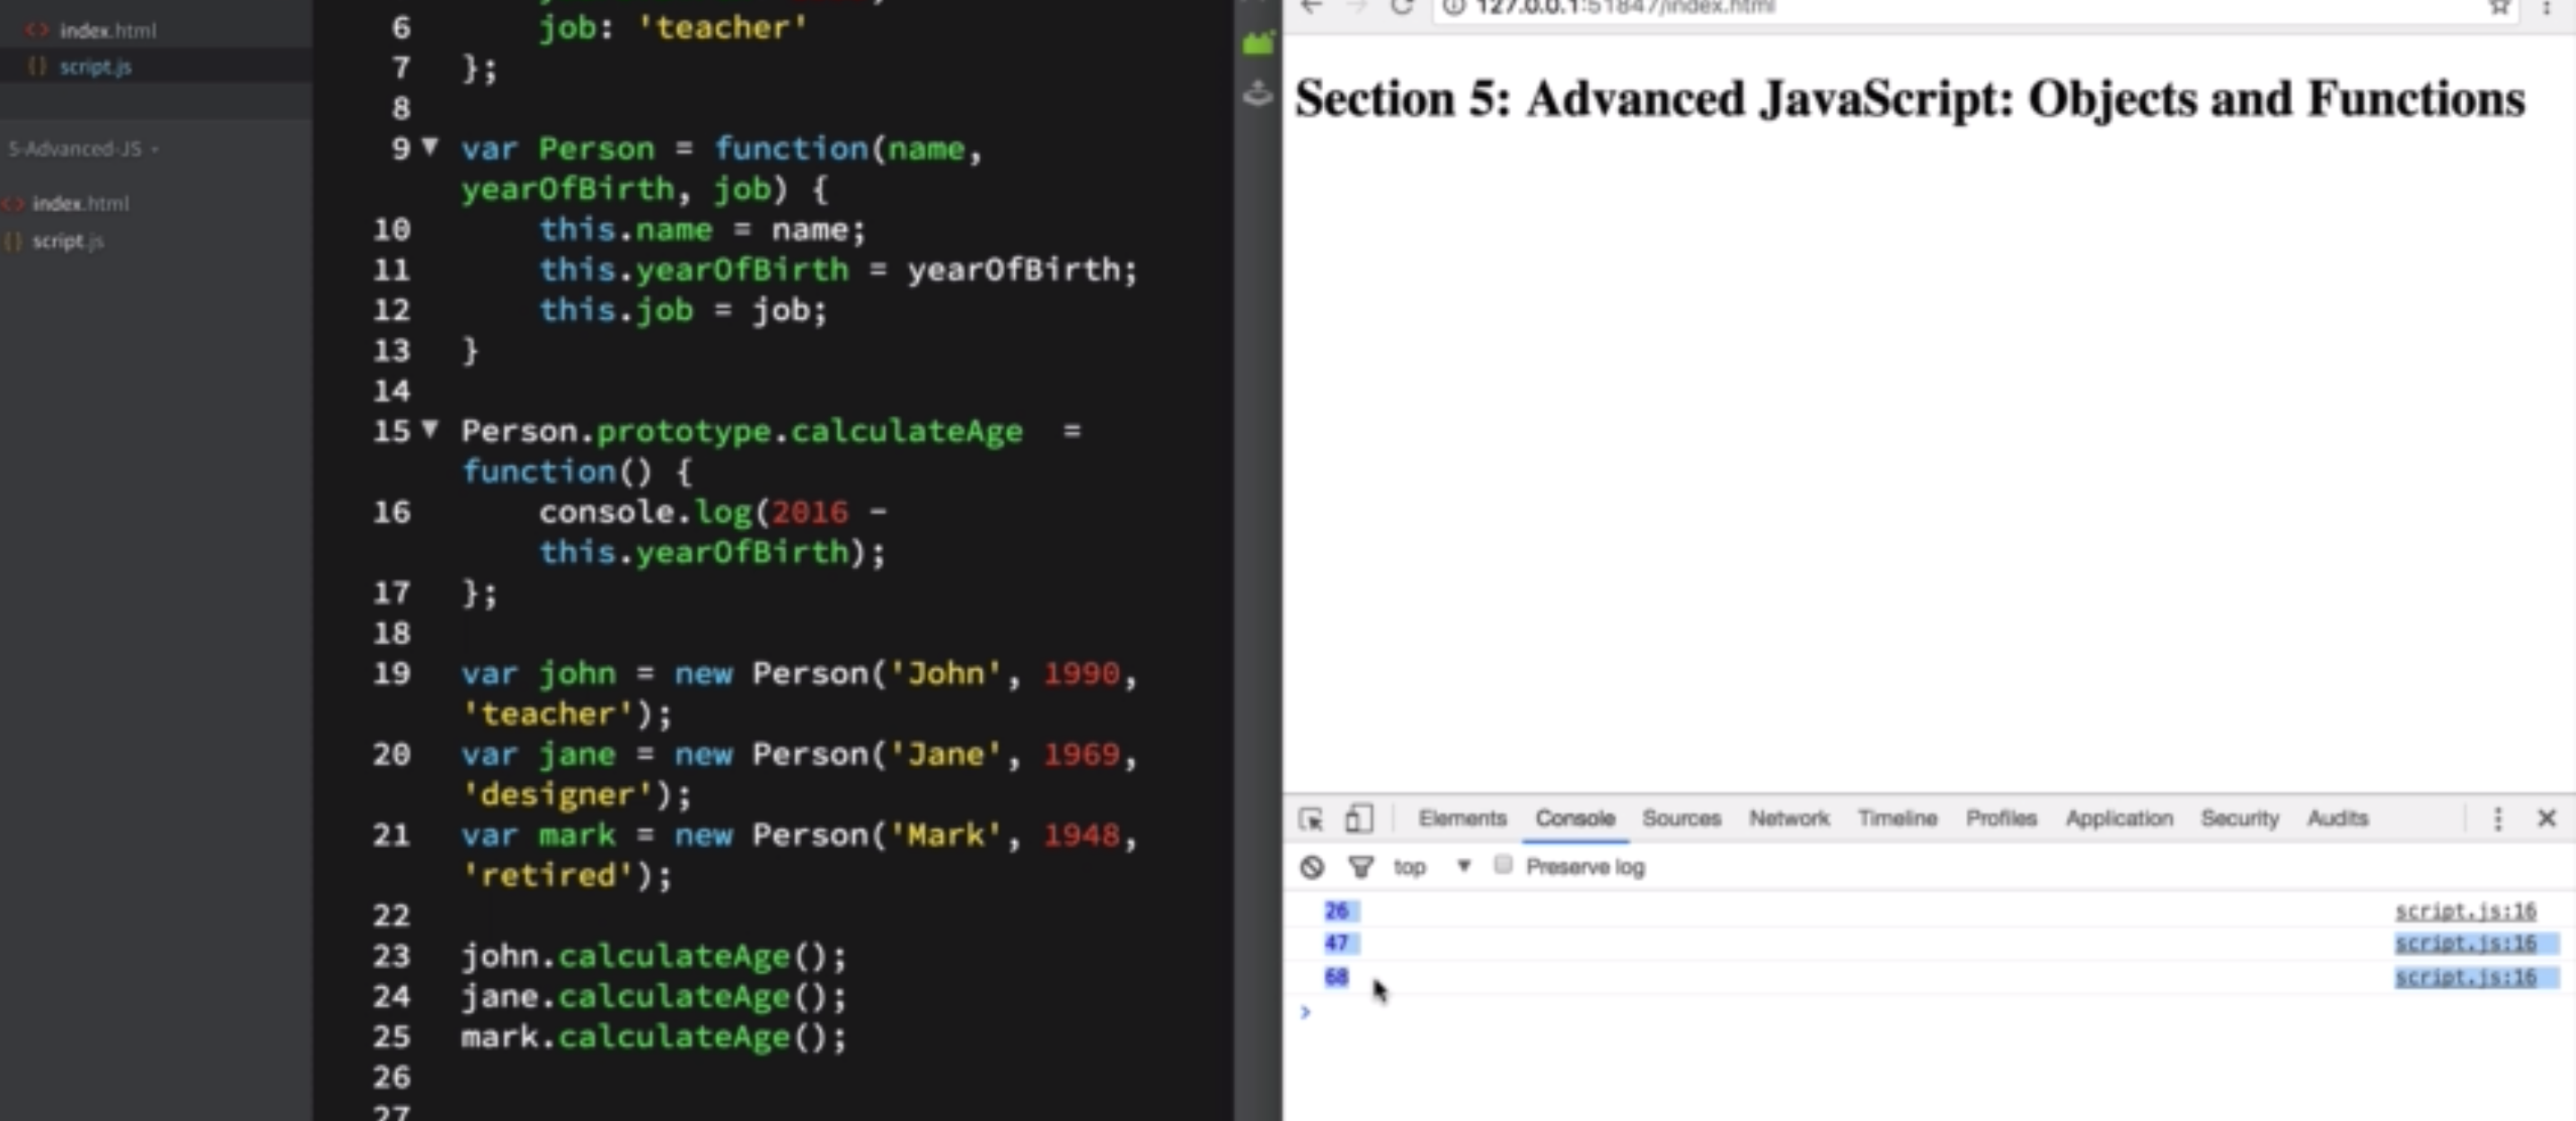 index.html
script.js
5-Advanced-JS
index.html
script.js
6 job: 'teacher'
7 };
8
9 var Person = function(name,
yearOfBirth, job) {
10 this.name = name;
11 this.yearOfBirth = yearOfBirth;
12 this.job = job;
13 }
14
15 Person.prototype.calculateAge  =
function() {
16 console.log(2016 -
this.yearOfBirth);
17 };
18
19 var john = new Person('John', 1990,
'teacher');
20 var jane = new Person('Jane', 1969,
'designer');
21 var mark = new Person('Mark', 1948,
'retired');
22
23 john.calculateAge();
24 jane.calculateAge();
25 mark.calculateAge();
26
27
127.0.0.1:51847/index.html
Section 5: Advanced JavaScript: Objects and Functions
Elements Console Sources Network Timeline Profiles Application Security Audits
top Preserve log
26 script.js:16
47 script.js:16
68 script.js:16
>